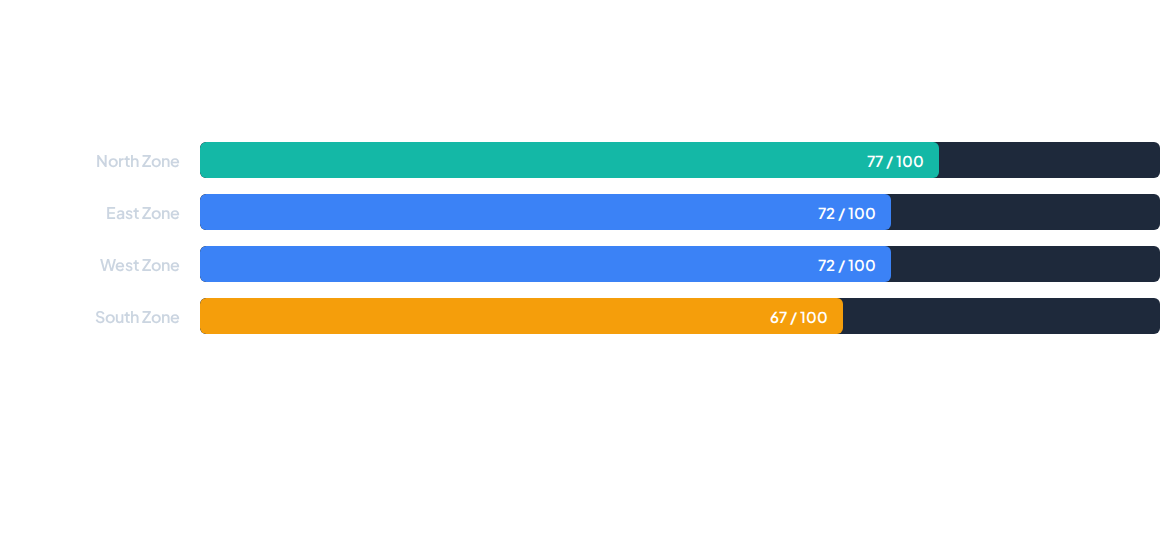 North Zone 77 / 100
East Zone 72 / 100
West Zone 72 / 100
South Zone 67 / 100